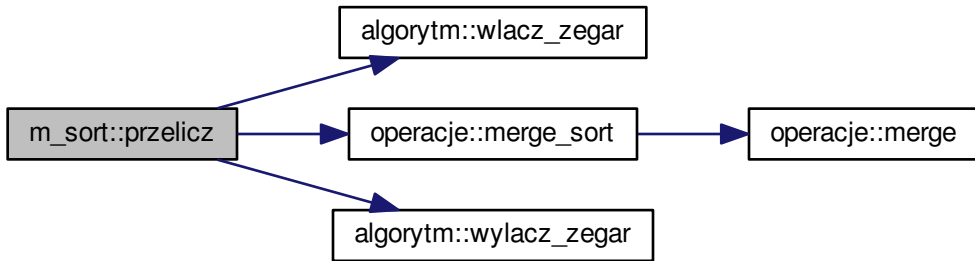 algorytm::wlacz_zegar
m_sort::przelicz
operacje::merge_sort
operacje::merge
algorytm::wylacz_zegar